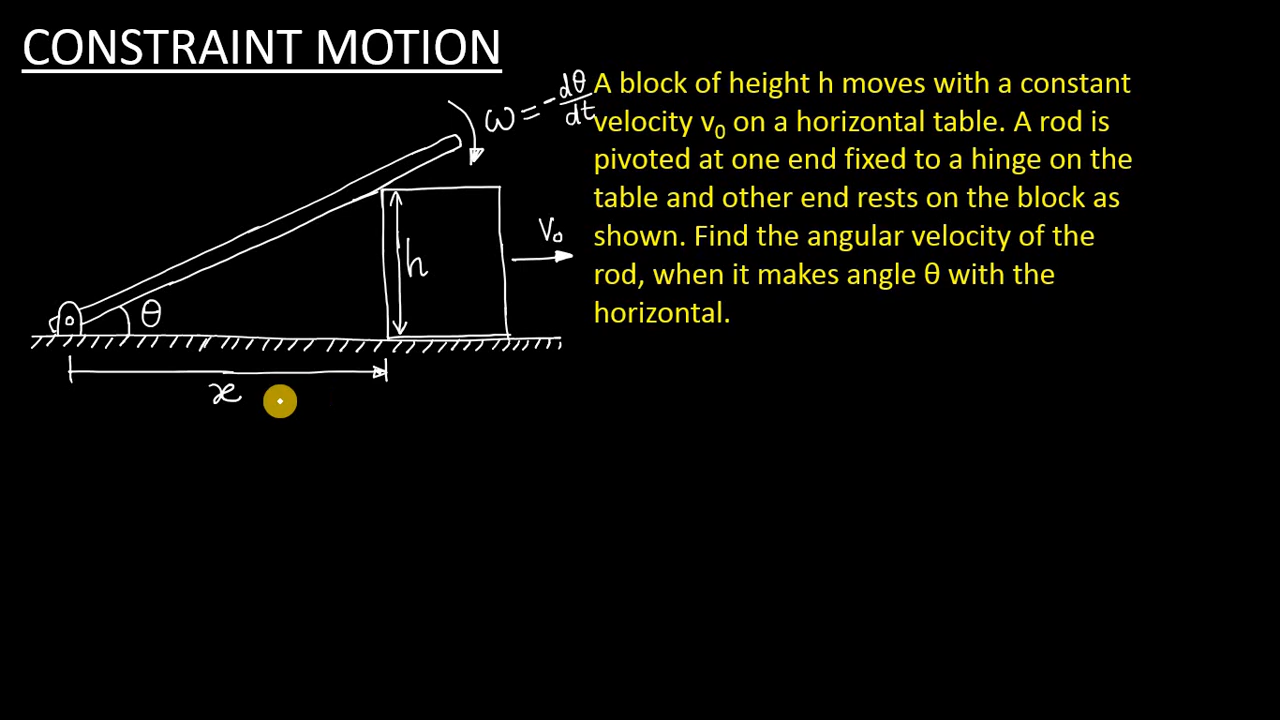 CONSTRAINT MOTION
A block of height h moves with a constant
velocity v₀ on a horizontal table. A rod is
pivoted at one end fixed to a hinge on the
table and other end rests on the block as
shown. Find the angular velocity of the
rod, when it makes angle θ with the
horizontal.
ω = -dθ/dt
V₀
h
θ
x